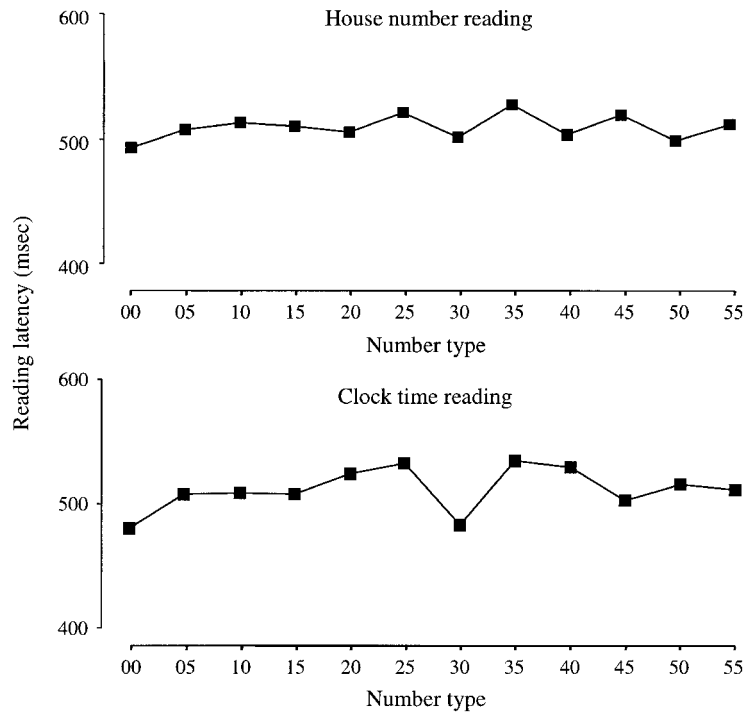 House number reading
600
500
400
00 05 10 15 20 25 30 35 40 45 50 55
Number type
Reading latency (msec)
Clock time reading
600
500
400
00 05 10 15 20 25 30 35 40 45 50 55
Number type